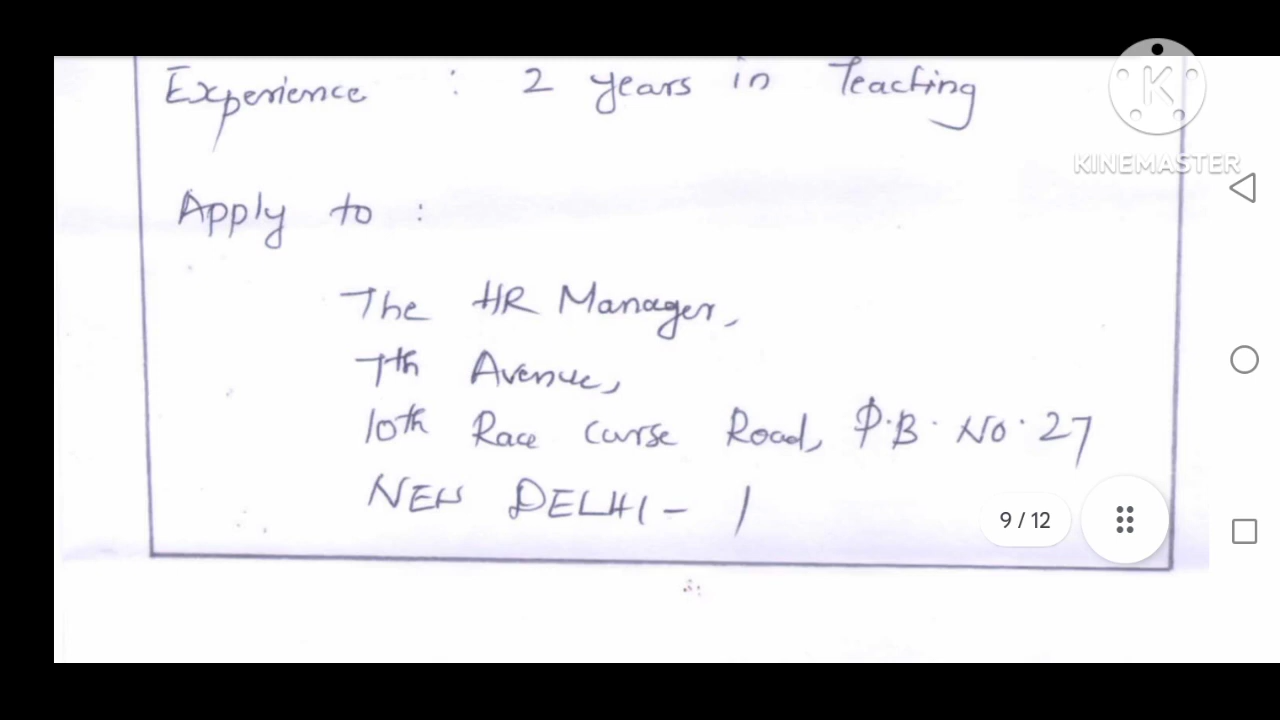 Experience : 2 years in Teaching
K
KINEMASTER
Apply to :
The HR Manager,
7th Avenue,
10th Race Curse Road, P.B. No. 27
NEW DELHI - 1
9 / 12